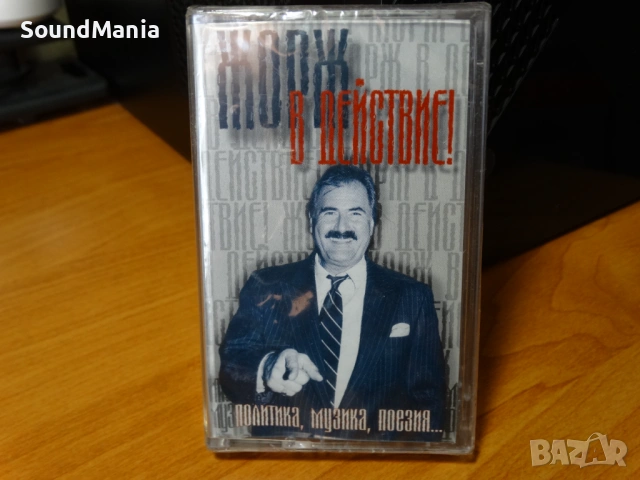 SoundMania
ЖОРЖ
В ДЕЙСТВИЕ!
ПОЛИТИКА, МУЗИКА, ПОЕЗИЯ...
BAZAR